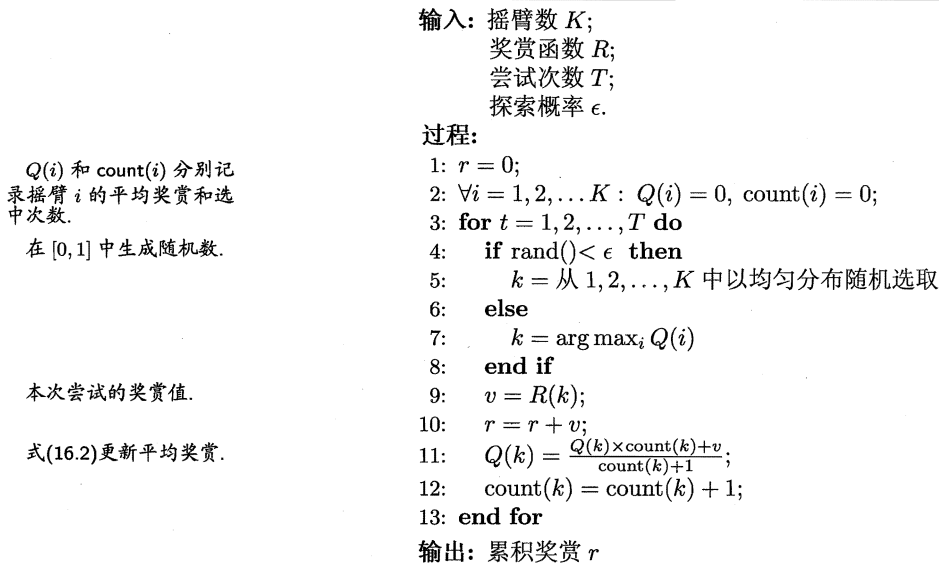 输入: 摇臂数 K;
奖赏函数 R;
尝试次数 T;
探索概率 ϵ.
过程:
1: r = 0;
Q(i) 和 count(i) 分别记
录摇臂 i 的平均奖赏和选
中次数.
2: ∀i = 1, 2, . . . K : Q(i) = 0, count(i) = 0;
3: for t = 1, 2, . . . , T do
在 [0, 1] 中生成随机数.
4: if rand()< ϵ then
5: k = 从 1, 2, . . . , K 中以均匀分布随机选取
6: else
7: k = arg maxᵢ Q(i)
8: end if
本次尝试的奖赏值.
9: v = R(k);
10: r = r + v;
式(16.2)更新平均奖赏.
11: Q(k) = \frac{Q(k)×count(k)+v}{count(k)+1};
12: count(k) = count(k) + 1;
13: end for
输出: 累积奖赏 r